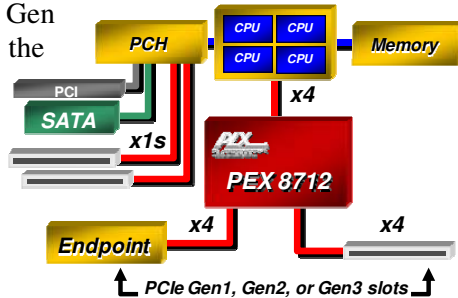 Gen
the
PCH
CPU CPU
CPU CPU
Memory
PCI
SATA
x1s
x4
PLX
PEX 8712
x4
x4
Endpoint
PCIe Gen1, Gen2, or Gen3 slots